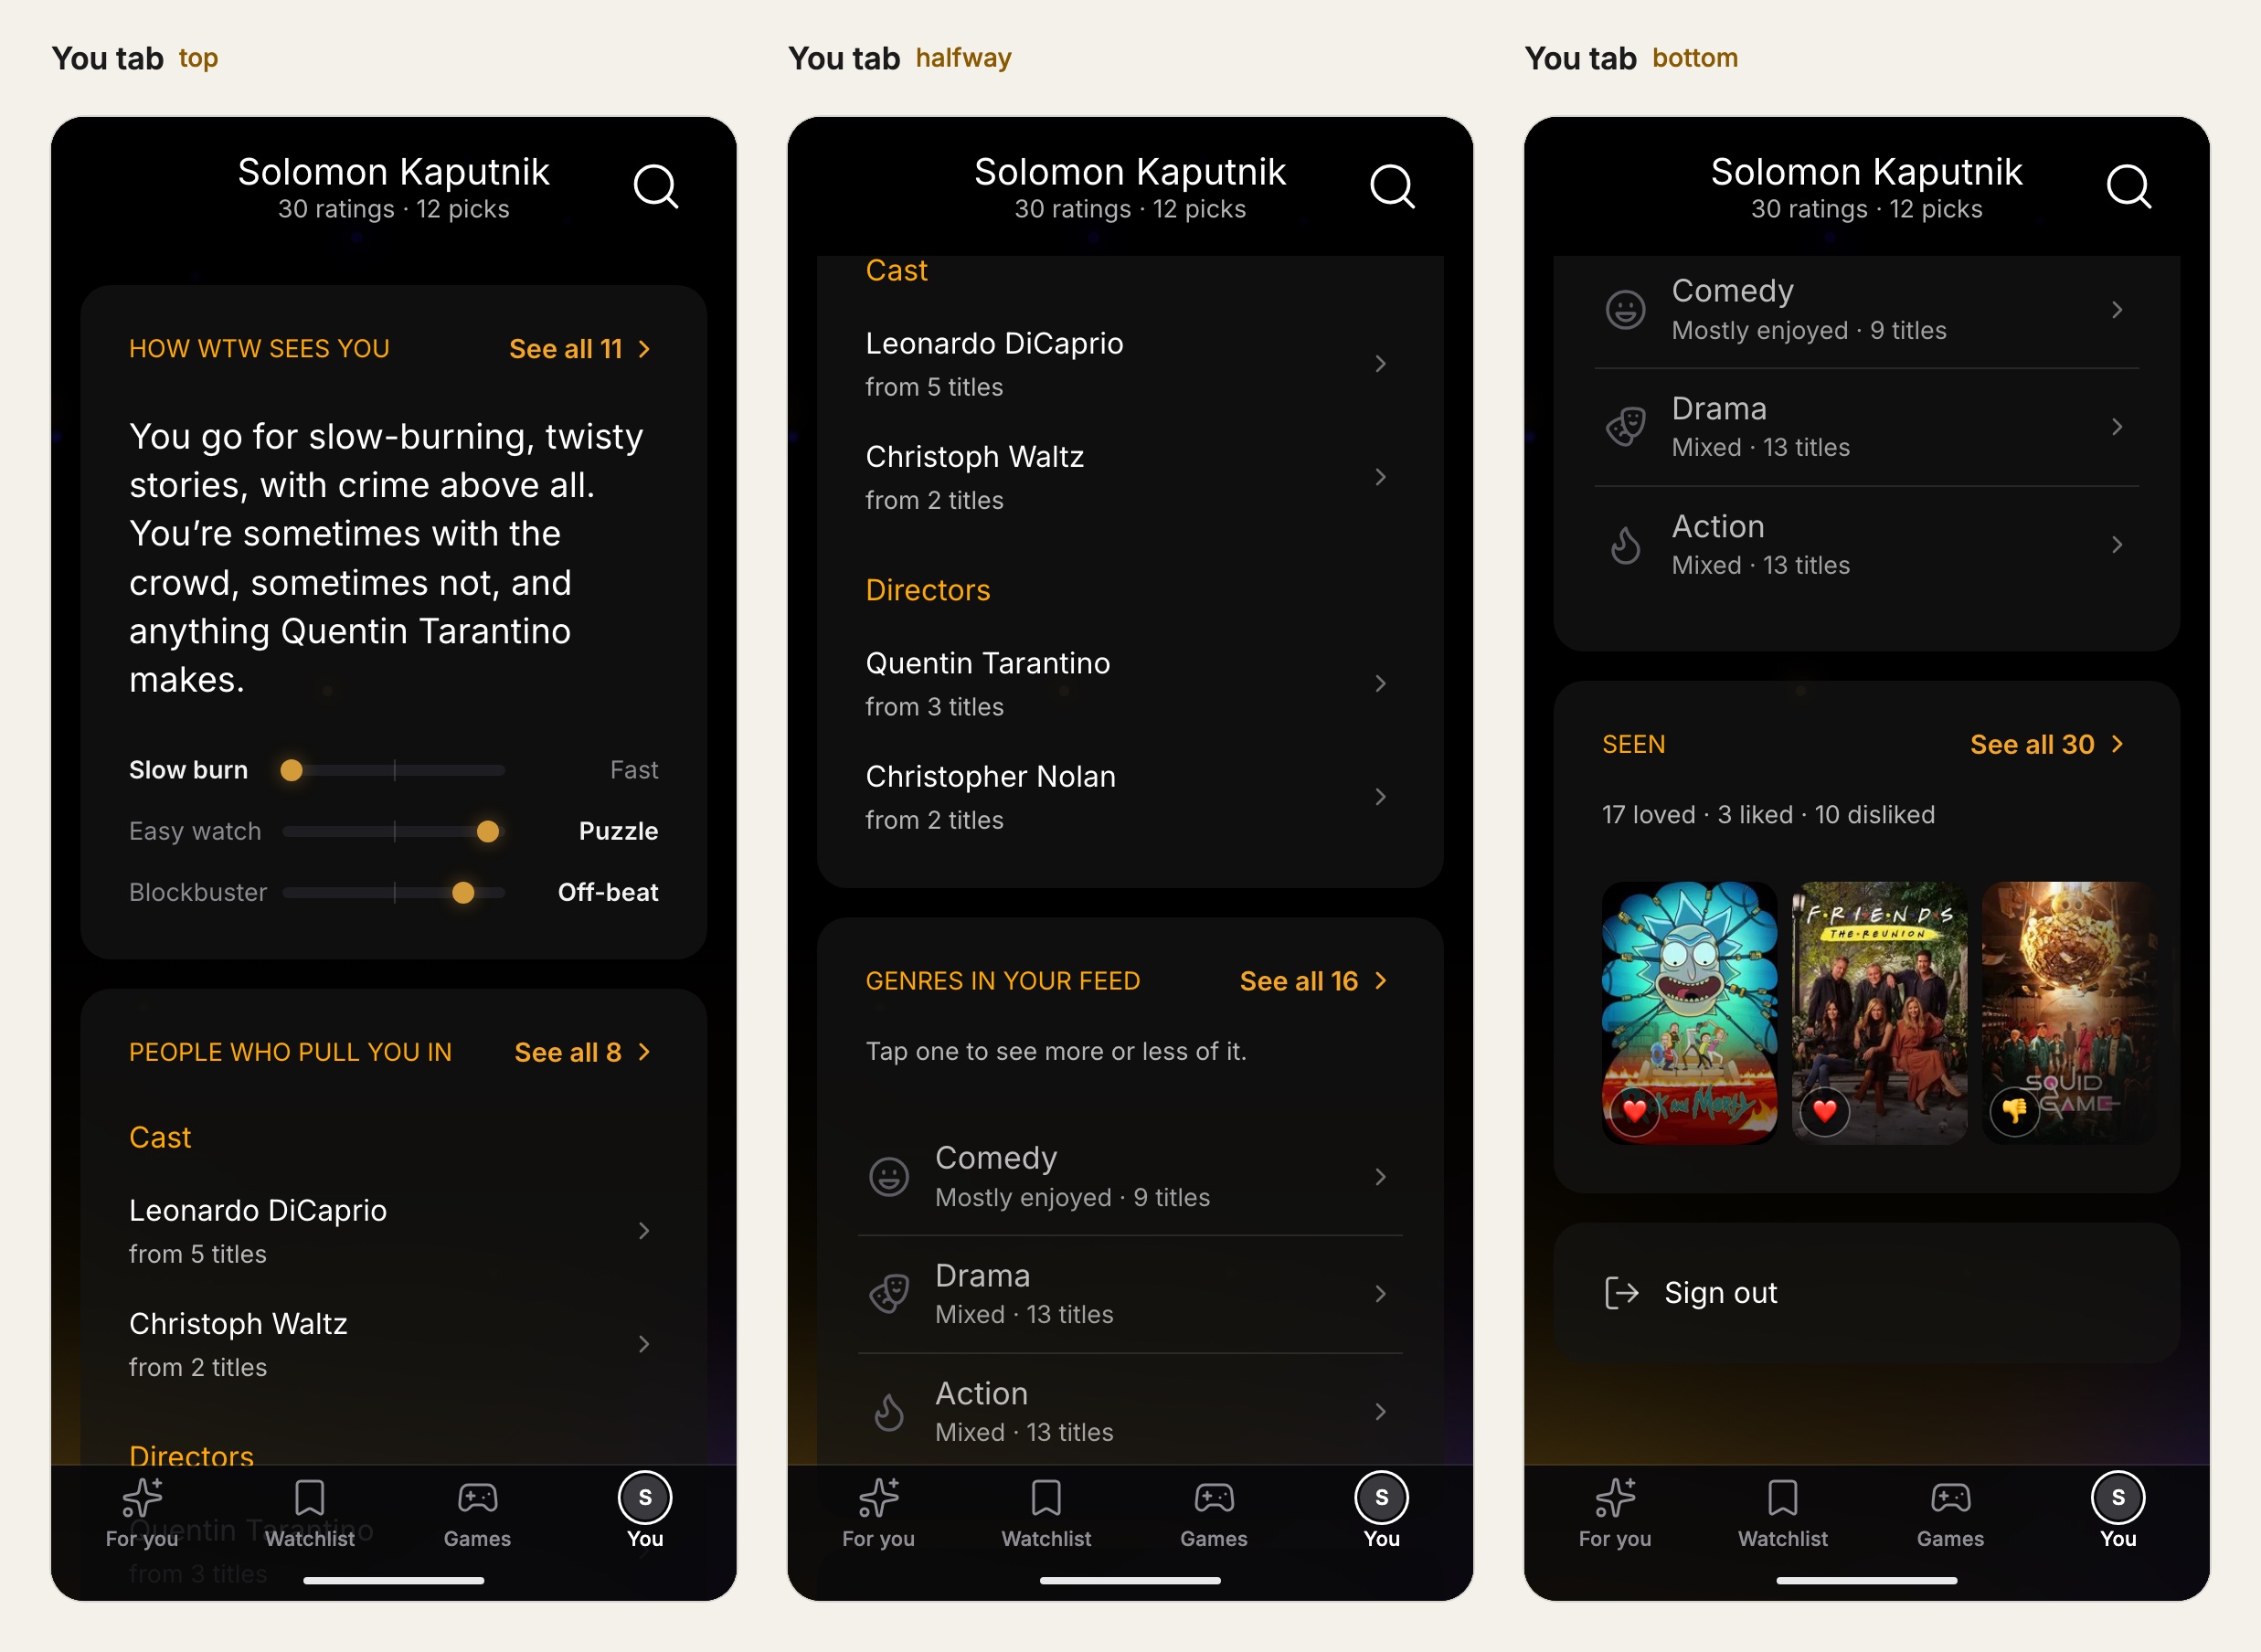 You tab top
Solomon Kaputnik
30 ratings · 12 picks
HOW WTW SEES YOU
See all 11
You go for slow-burning, twisty
stories, with crime above all.
You’re sometimes with the
crowd, sometimes not, and
anything Quentin Tarantino
makes.
Slow burn Fast
Easy watch Puzzle
Blockbuster Off-beat
PEOPLE WHO PULL YOU IN
See all 8
Cast
Leonardo DiCaprio
from 5 titles
Christoph Waltz
from 2 titles
Directors
Quentin Tarantino
from 3 titles
For you
Watchlist
Games
S
You
You tab halfway
Solomon Kaputnik
30 ratings · 12 picks
Cast
Leonardo DiCaprio
from 5 titles
Christoph Waltz
from 2 titles
Directors
Quentin Tarantino
from 3 titles
Christopher Nolan
from 2 titles
GENRES IN YOUR FEED
See all 16
Tap one to see more or less of it.
Comedy
Mostly enjoyed · 9 titles
Drama
Mixed · 13 titles
Action
Mixed · 13 titles
For you
Watchlist
Games
S
You
You tab bottom
Solomon Kaputnik
30 ratings · 12 picks
Comedy
Mostly enjoyed · 9 titles
Drama
Mixed · 13 titles
Action
Mixed · 13 titles
SEEN
See all 30
17 loved · 3 liked · 10 disliked
and Morty
F·R·I·E·N·D·S
THE·REUNION
SQUID
GAME
Sign out
For you
Watchlist
Games
S
You